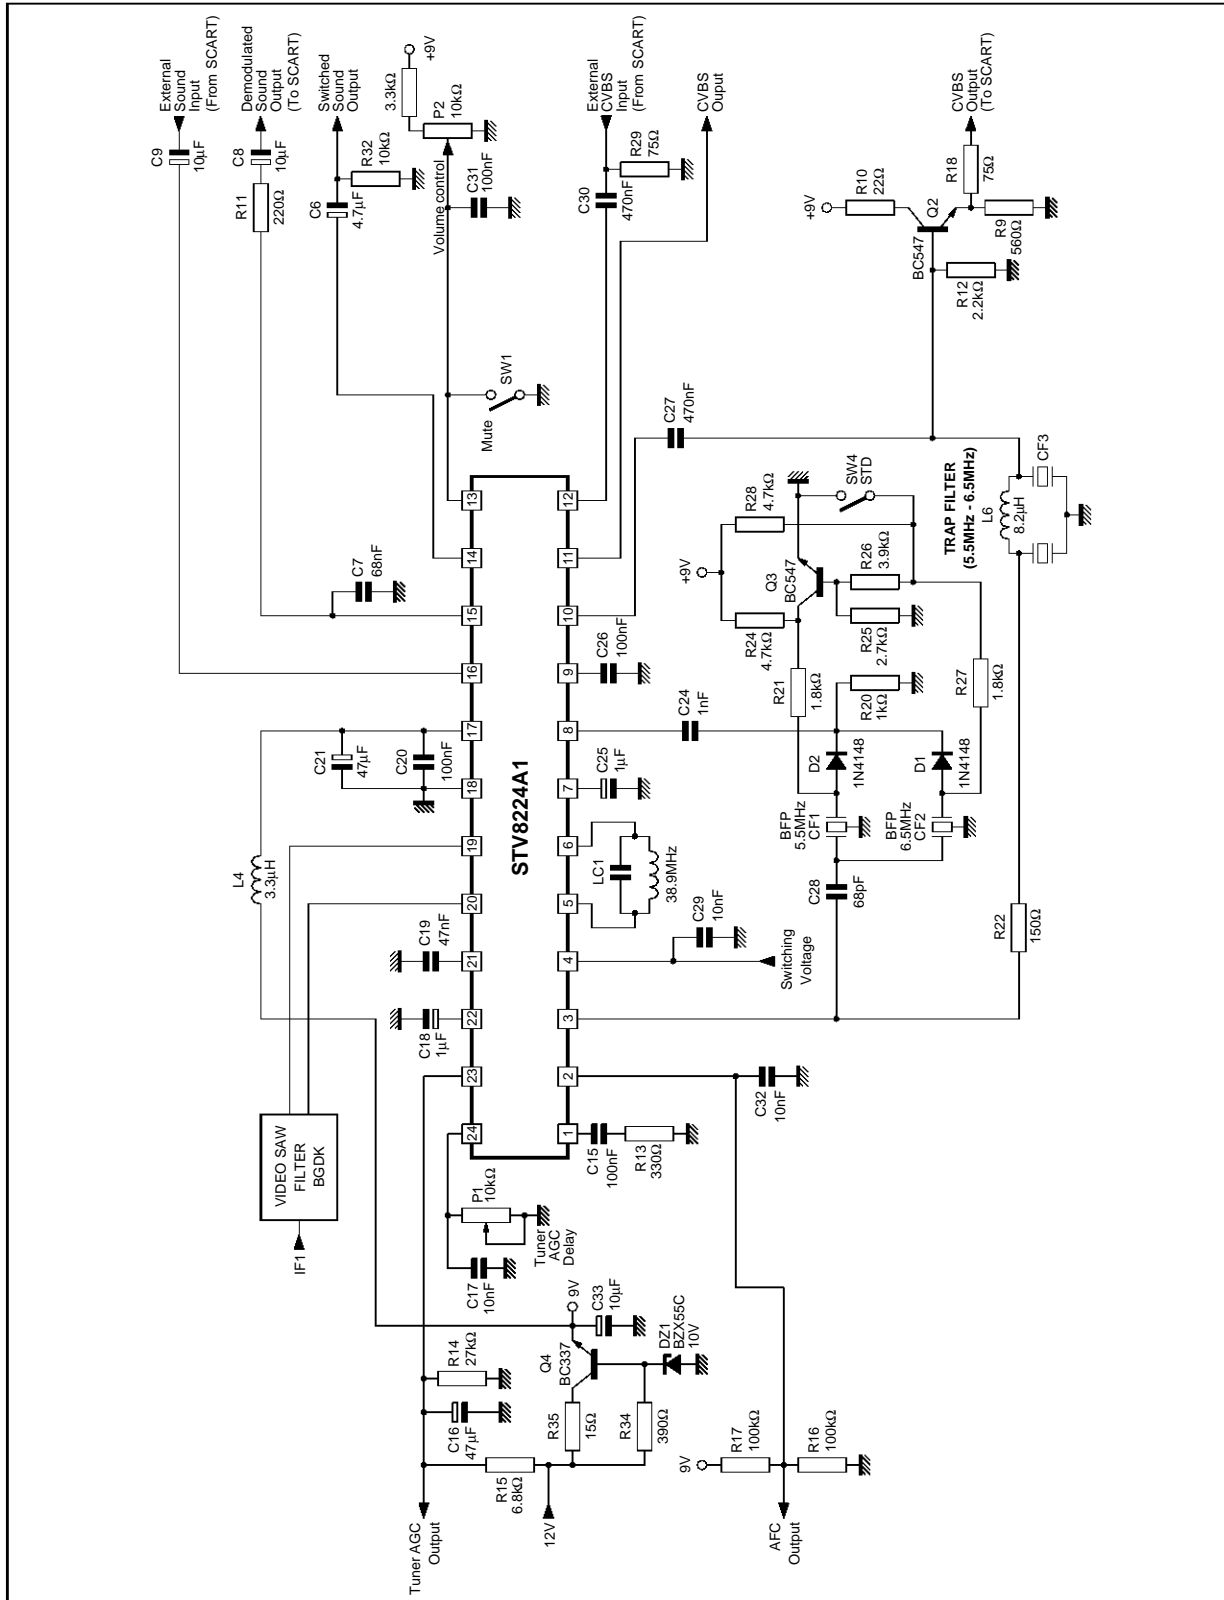 External
Sound
Input
(From SCART)
Demodulated
Sound
Output
(To SCART)
Switched
Sound
Output
+9V
External
CVBS
Input
(From SCART)
CVBS
Ouput
CVBS
Output
(To SCART)
C9
10µF
C8
10µF
R11
220Ω
C6
4.7µF
R32
10kΩ
3.3kΩ
P2
10kΩ
Volume control
C31
100nF
C30
470nF
R29
75Ω
+9V
R10
22Ω
Q2
BC547
R18
75Ω
R9
560Ω
R12
2.2kΩ
SW1
Mute
C27
470nF
C7
68nF
13
14
15
16
17
18
19
20
21
22
23
24
12
11
10
9
8
7
6
5
4
3
2
1
STV8224A1
R28
4.7kΩ
SW4
STD
+9V
Q3
BC547
R24
4.7kΩ
R26
3.9kΩ
R25
2.7kΩ
R21
1.8kΩ
R20
1kΩ
R27
1.8kΩ
TRAP FILTER
(5.5MHz - 6.5MHz)
L6
8.2µH
CF3
C26
100nF
C24
1nF
C25
1µF
D2
1N4148
D1
1N4148
BFP
5.5MHz
CF1
BFP
6.5MHz
CF2
C28
68pF
R22
150Ω
LC1
38.9MHz
C29
10nF
Switching
Voltage
C21
47µF
C20
100nF
L4
3.3µH
C19
47nF
C18
1µF
VIDEO SAW
FILTER
BGDK
IF1
P1
10kΩ
Tuner
AGC
Delay
C17
10nF
C15
100nF
R13
330Ω
C32
10nF
9V
C33
10µF
Q4
BC337
DZ1
BZX55C
10V
R14
27kΩ
C16
47µF
R35
15Ω
R34
390Ω
R15
6.8kΩ
12V
Tuner AGC
Output
9V
R17
100kΩ
R16
100kΩ
AFC
Output